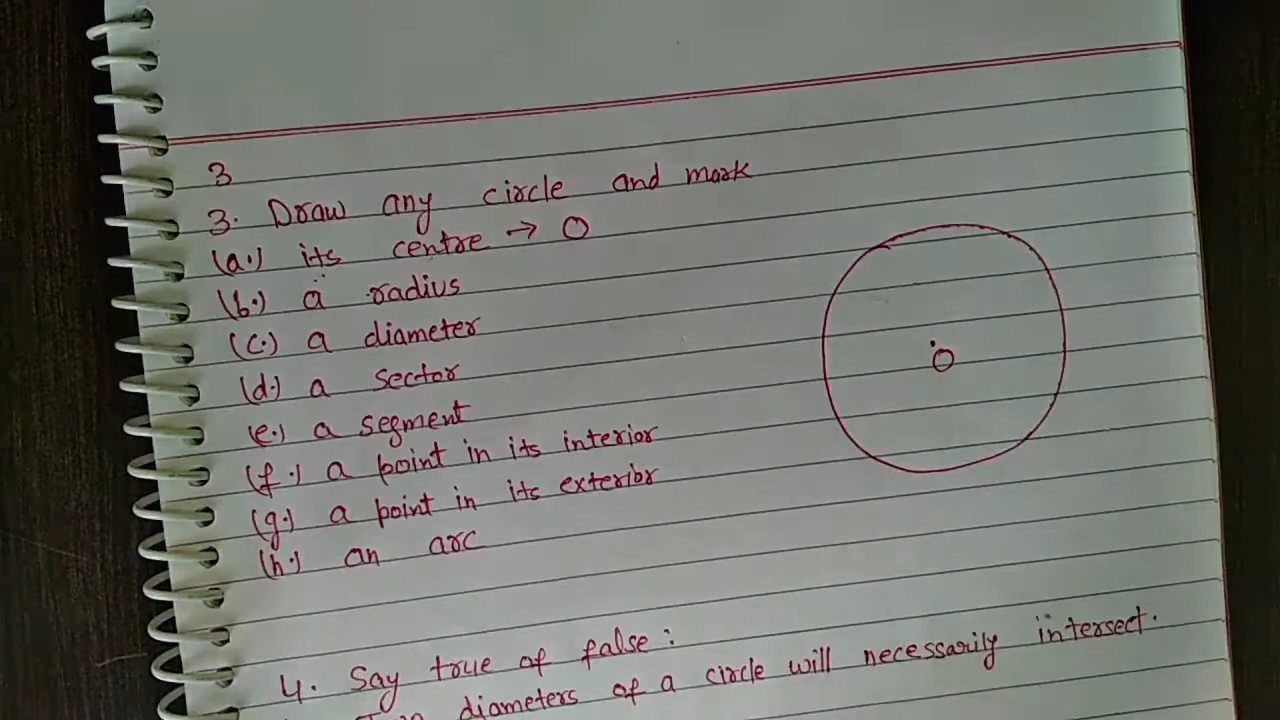 3
3. Draw any circle and mark
(a.) its centre → O
(b.) a radius
(c.) a diameter
(d.) a sector
(e.) a segment
(f.) a point in its interior
(g.) a point in its exterior
(h.) an arc
O
4. Say true of false :
diameters of a circle will necessarily intersect.